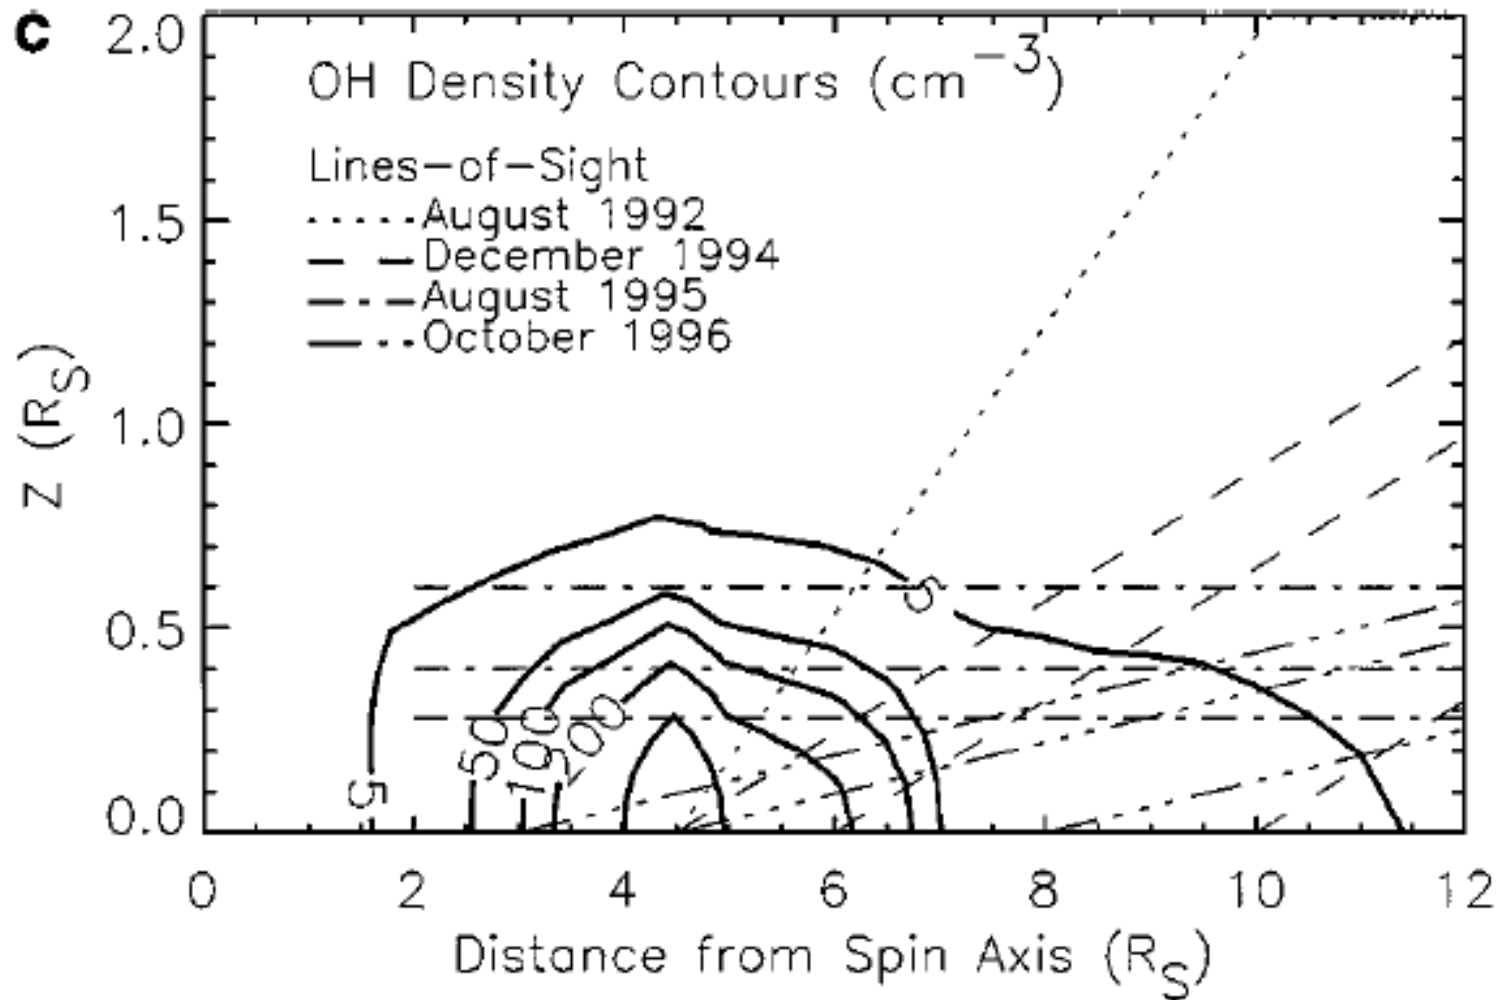 c
OH Density Contours (cm⁻³)
Lines-of-Sight
August 1992
December 1994
August 1995
October 1996
Z (R_S)
2.0
1.5
1.0
0.5
0.0
5
50
100
200
5
0 2 4 6 8 10 12
Distance from Spin Axis (R_S)